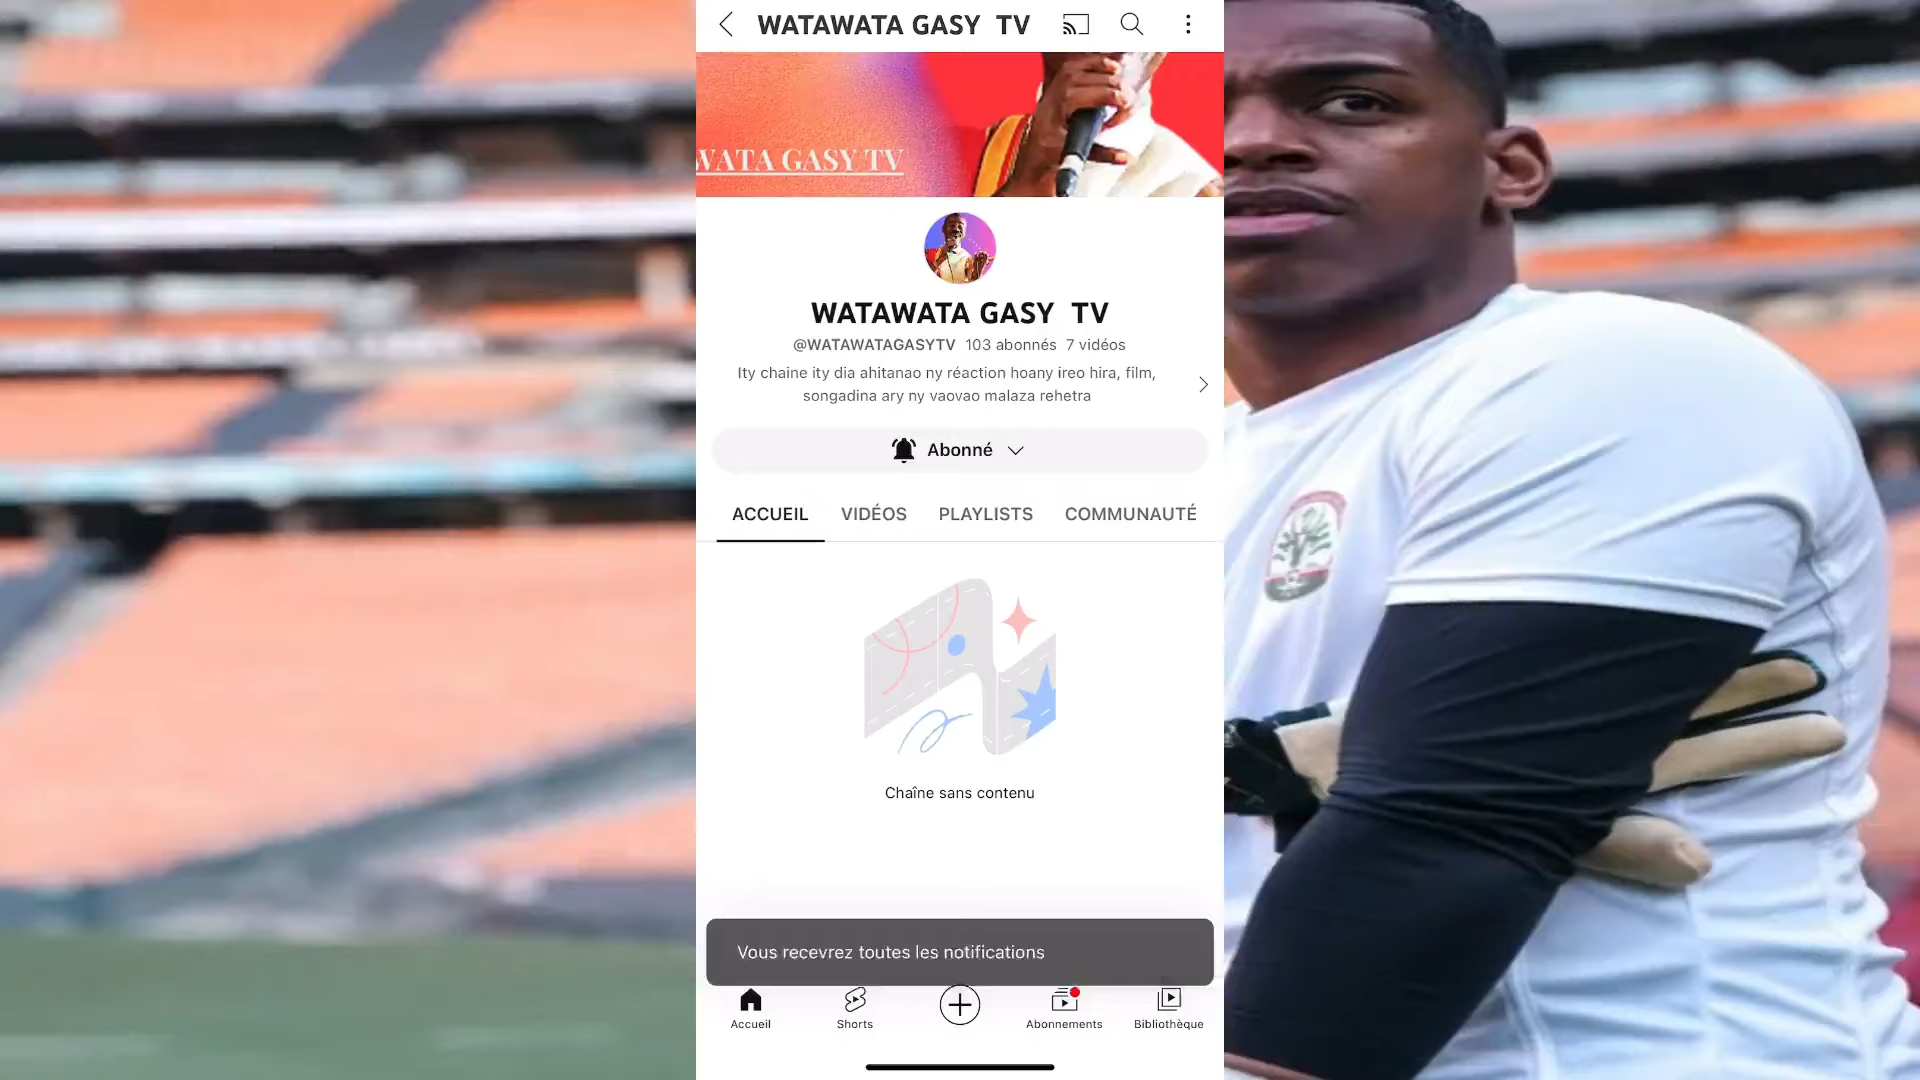 WATAWATA GASY TV
WATA GASY TV
WATAWATA GASY TV
@WATAWATAGASYTV 103 abonnés 7 vidéos
Ity chaine ity dia ahitanao ny réaction hoany ireo hira, film,
songadina ary ny vaovao malaza rehetra
Abonné
ACCUEIL VIDÉOS PLAYLISTS COMMUNAUTÉ
Chaîne sans contenu
Vous recevrez toutes les notifications
Accueil Shorts Abonnements Bibliothèque